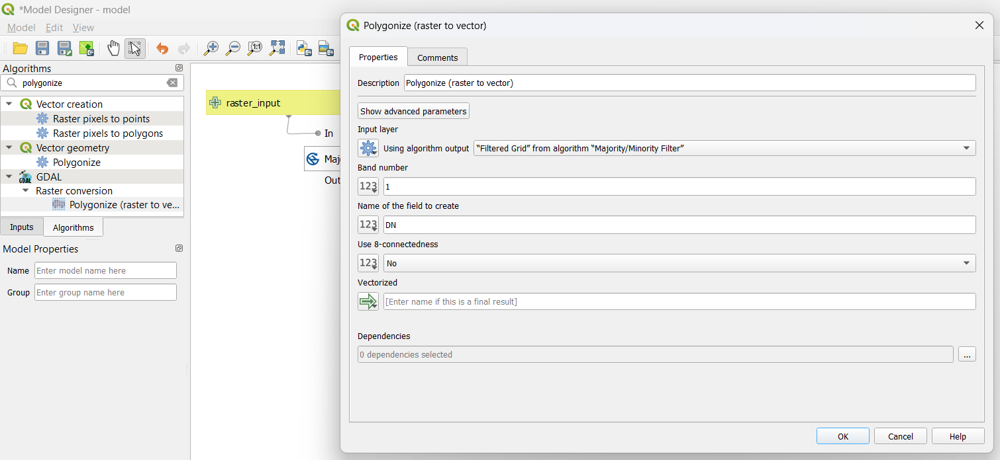 *Model Designer - model
Model Edit View
Algorithms
polygonize
Vector creation
Raster pixels to points
Raster pixels to polygons
Vector geometry
Polygonize
GDAL
GDAL
Raster conversion
Polygonize (raster to ve...
Inputs Algorithms
Model Properties
Name Enter model name here
Group Enter group name here
1:1
raster_input
In
Maj
Out
Polygonize (raster to vector)
Properties Comments
Description Polygonize (raster to vector)
Show advanced parameters
Input layer
Using algorithm output “Filtered Grid” from algorithm “Majority/Minority Filter”
Band number
123 1
Name of the field to create
123 DN
Use 8-connectedness
123 No
Vectorized
[Enter name if this is a final result]
Dependencies
0 dependencies selected ...
OK Cancel Help